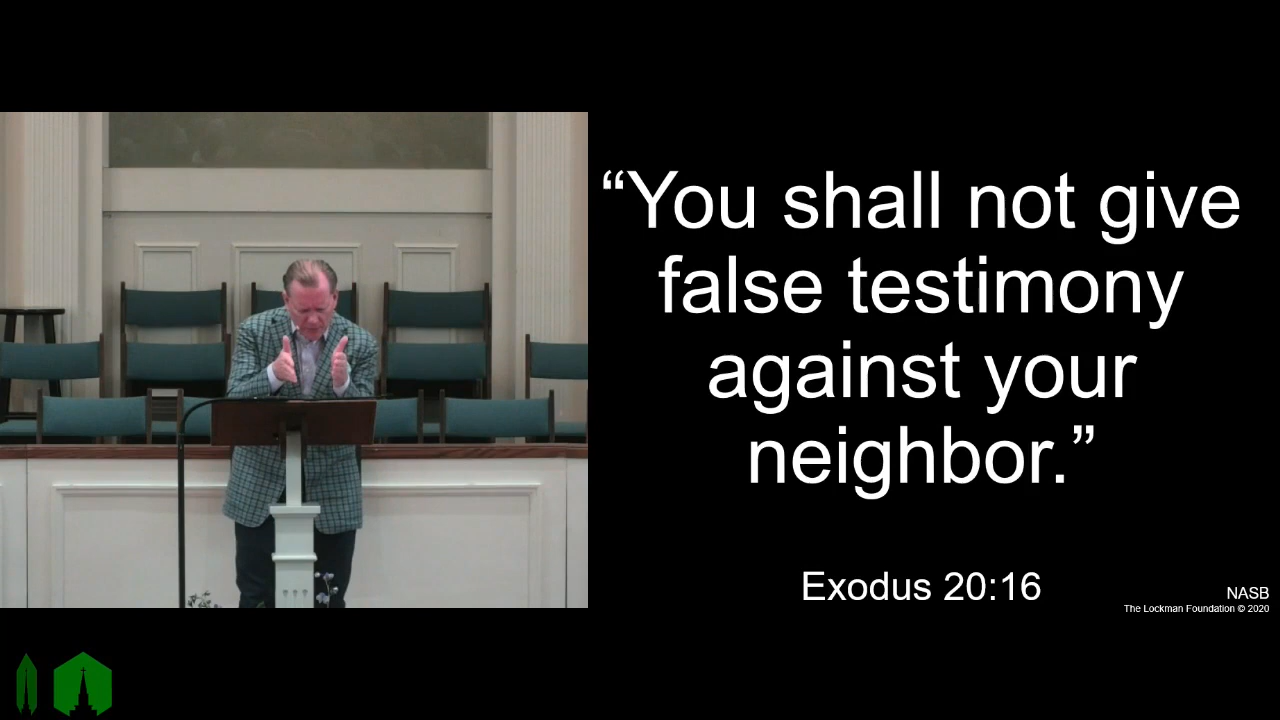 “You shall not give
false testimony
against your
neighbor.”
Exodus 20:16
NASB
The Lockman Foundation © 2020